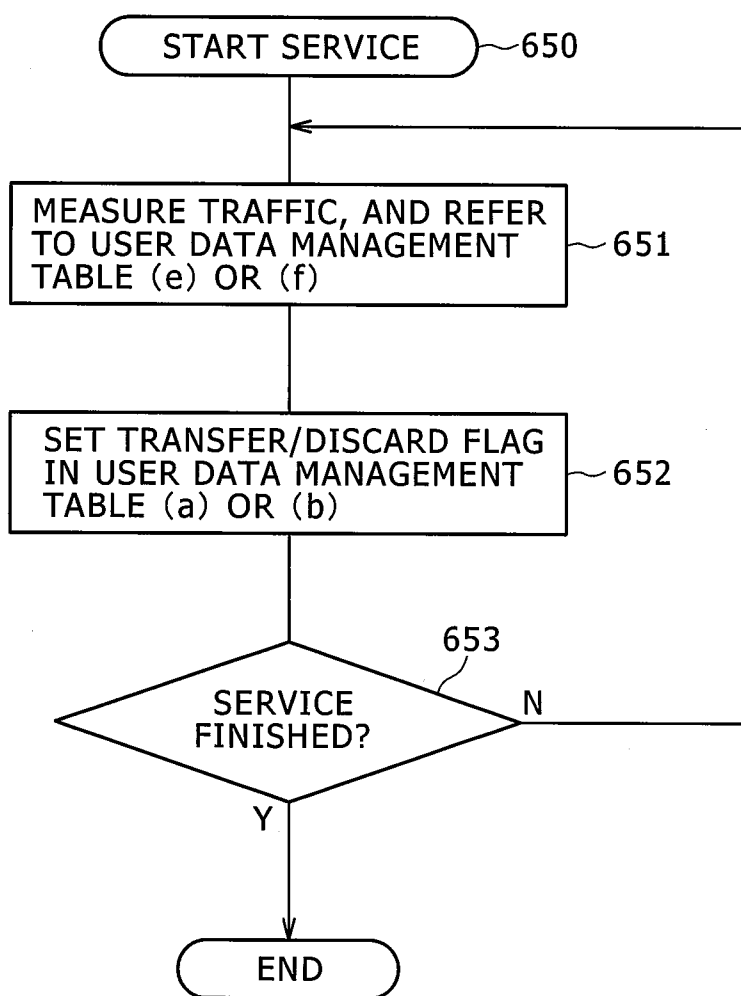 START SERVICE
650
MEASURE TRAFFIC, AND REFER
TO USER DATA MANAGEMENT
TABLE (e) OR (f)
651
SET TRANSFER/DISCARD FLAG
IN USER DATA MANAGEMENT
TABLE (a) OR (b)
652
653
SERVICE
FINISHED?
N
Y
END